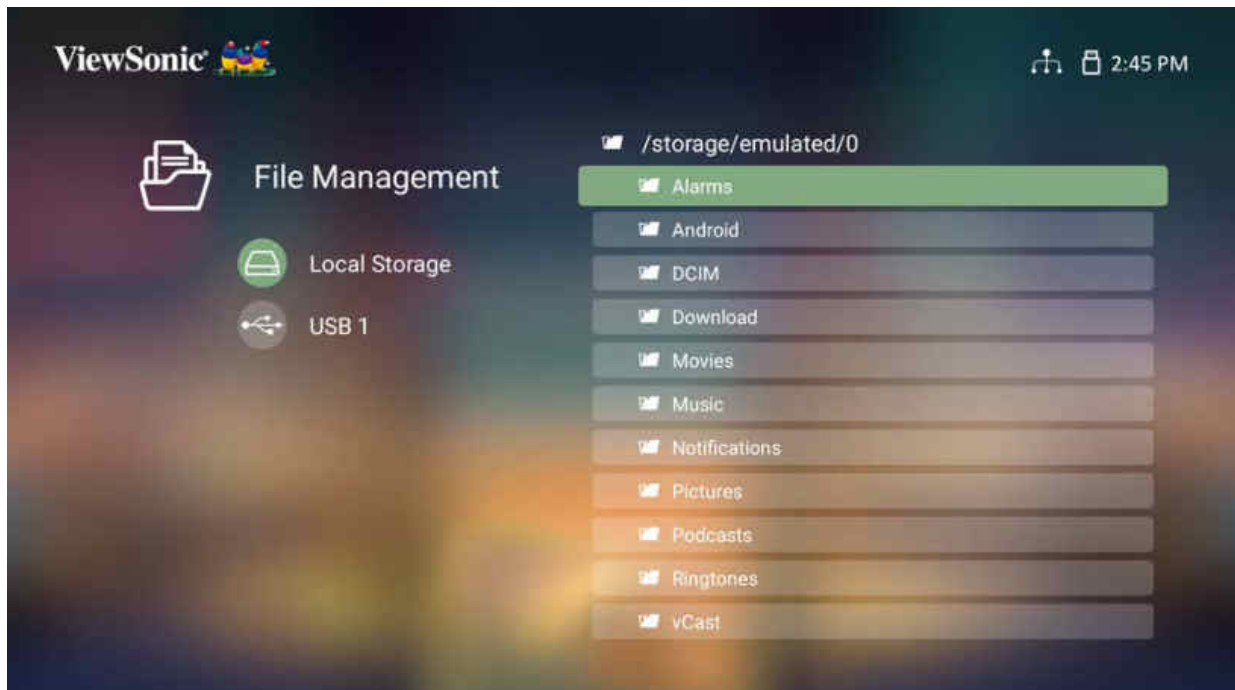 ViewSonic
2:45 PM
File Management
Local Storage
USB 1
/storage/emulated/0
Alarms
Android
DCIM
Download
Movies
Music
Notifications
Pictures
Podcasts
Ringtones
vCast